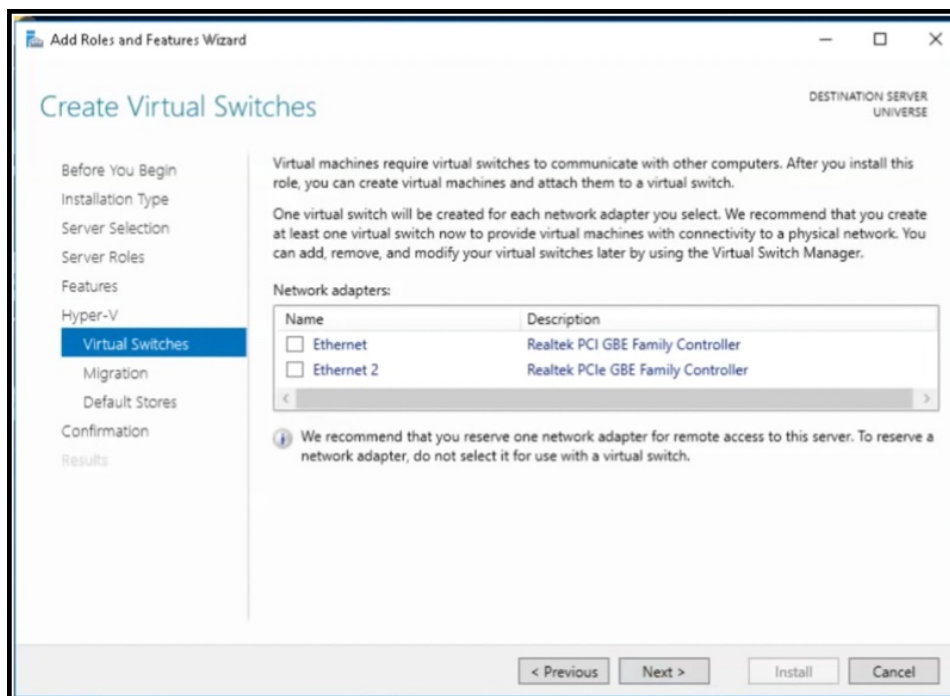 Add Roles and Features Wizard
Create Virtual Switches
DESTINATION SERVER
UNIVERSE
Before You Begin
Installation Type
Server Selection
Server Roles
Features
Hyper-V
Virtual Switches
Migration
Default Stores
Confirmation
Results
Virtual machines require virtual switches to communicate with other computers. After you install this
role, you can create virtual machines and attach them to a virtual switch.
One virtual switch will be created for each network adapter you select. We recommend that you create
at least one virtual switch now to provide virtual machines with connectivity to a physical network. You
can add, remove, and modify your virtual switches later by using the Virtual Switch Manager.
Network adapters:
Name Description
Ethernet Realtek PCI GBE Family Controller
Ethernet 2 Realtek PCIe GBE Family Controller
We recommend that you reserve one network adapter for remote access to this server. To reserve a
network adapter, do not select it for use with a virtual switch.
< Previous Next > Install Cancel